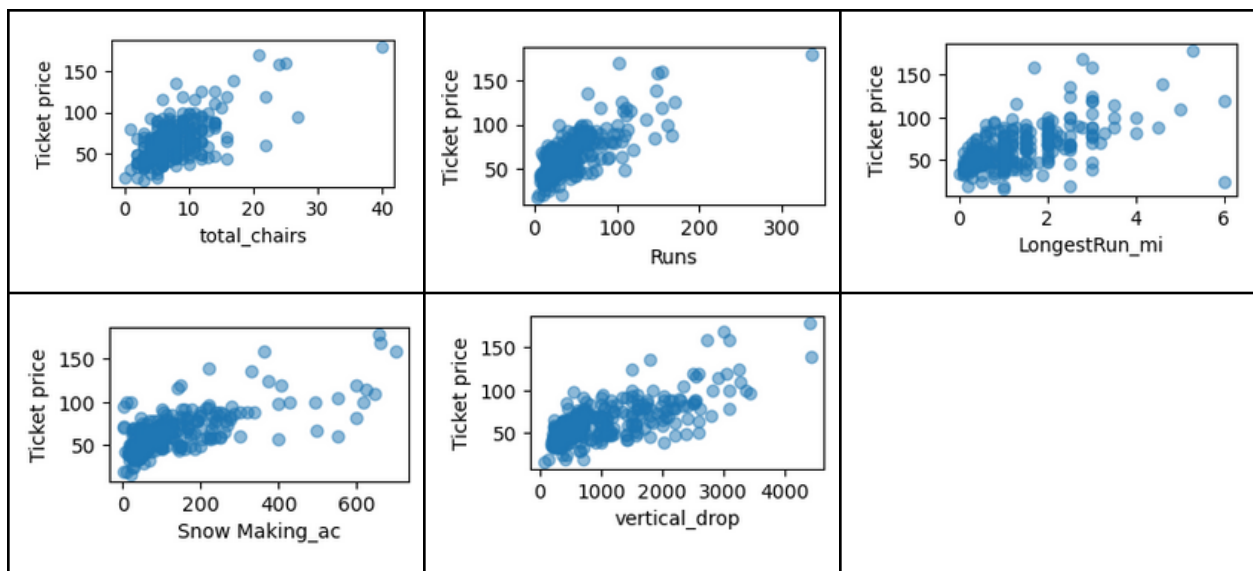 Ticket price
150
100
50
0 10 20 30 40
total_chairs
Ticket price
150
100
50
0 100 200 300
Runs
Ticket price
150
100
50
0 2 4 6
LongestRun_mi
Ticket price
150
100
50
0 200 400 600
Snow Making_ac
Ticket price
150
100
50
0 1000 2000 3000 4000
vertical_drop